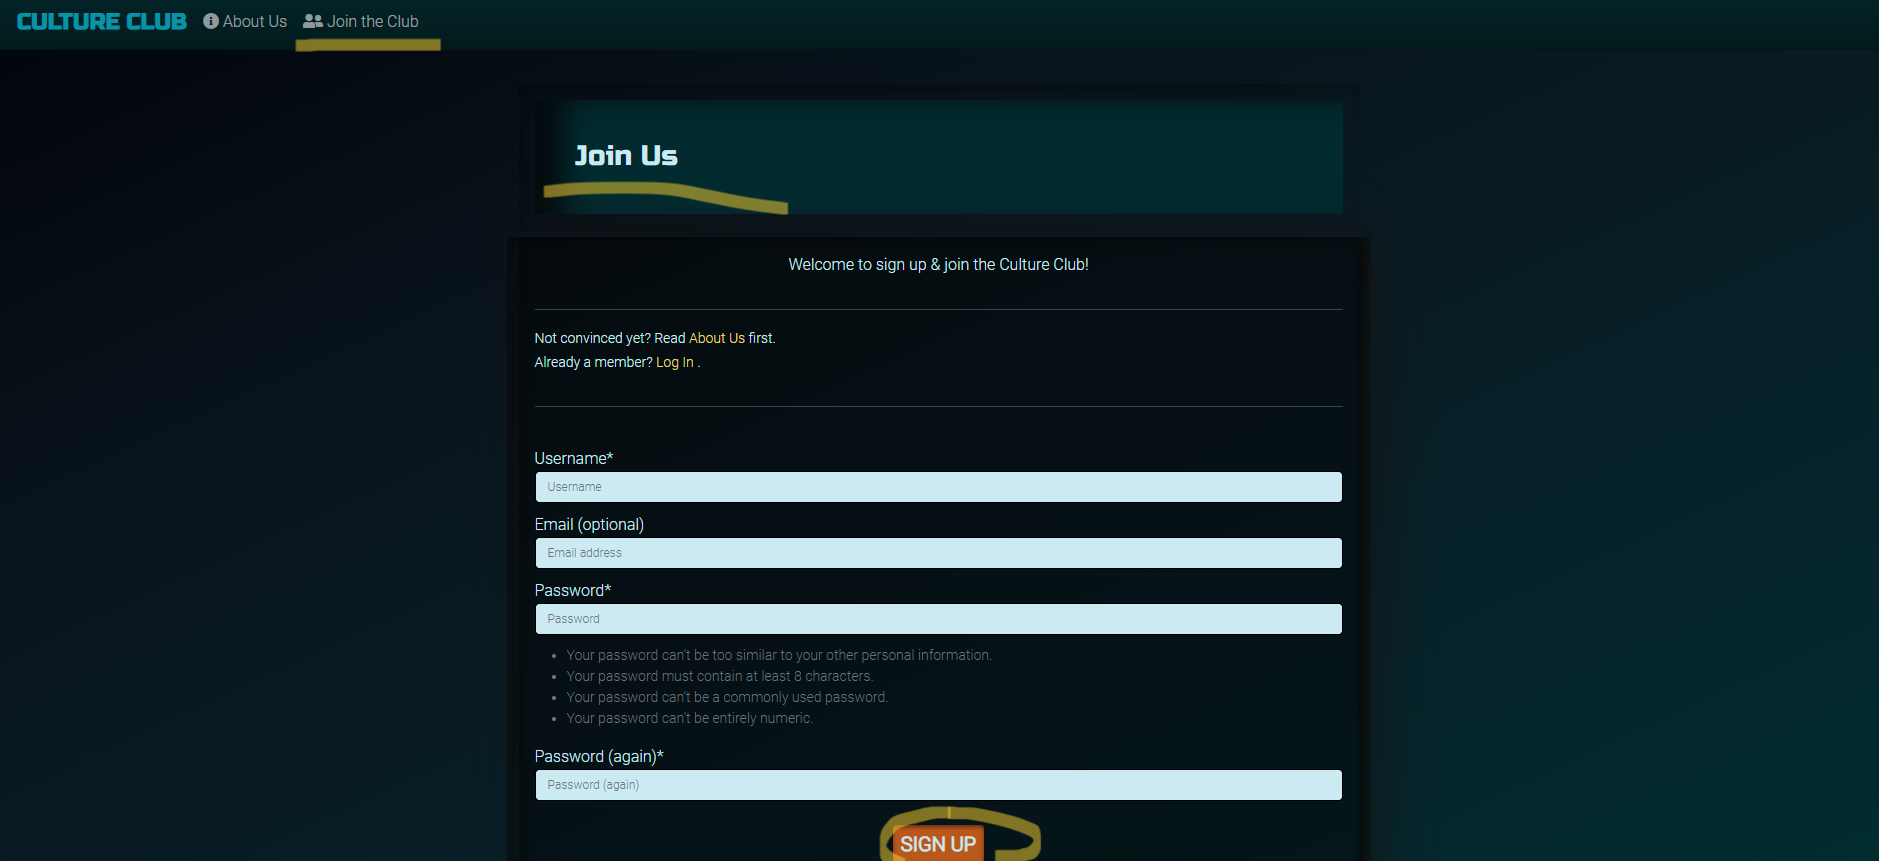 CULTURE CLUB About Us Join the Club
Join Us
Welcome to sign up & join the Culture Club!
Not convinced yet? Read About Us first.
Already a member? Log In .
Username*
Username
Email (optional)
Email address
Password*
Password
Your password can't be too similar to your other personal information.
Your password must contain at least 8 characters.
Your password can't be a commonly used password.
Your password can't be entirely numeric.
Password (again)*
Password (again)
SIGN UP